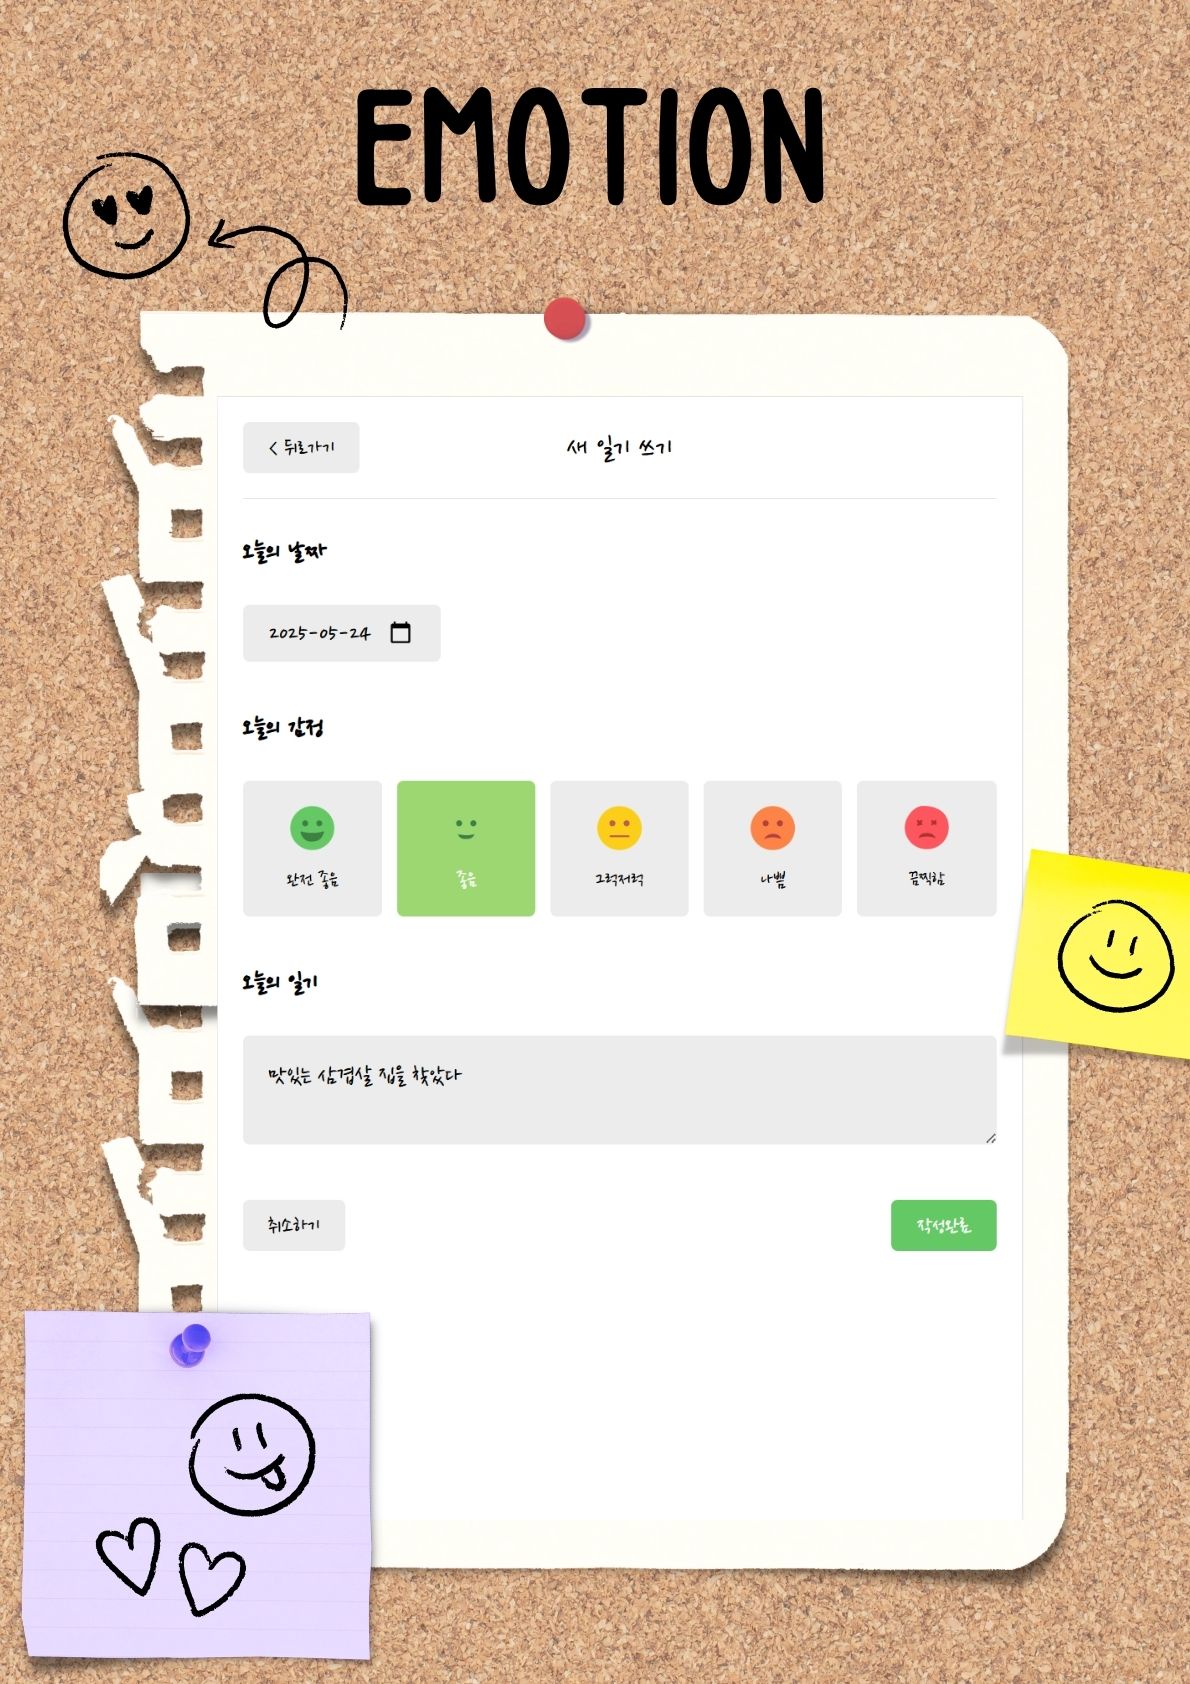 EMOTION
< 뒤로가기
새 일기 쓰기
오늘의 날짜
2025-05-24
오늘의 감정
완전 좋음
좋음
그럭저럭
나쁨
끔찍함
오늘의 일기
맛있는 삼겹살 집을 찾았다
취소하기
작성완료